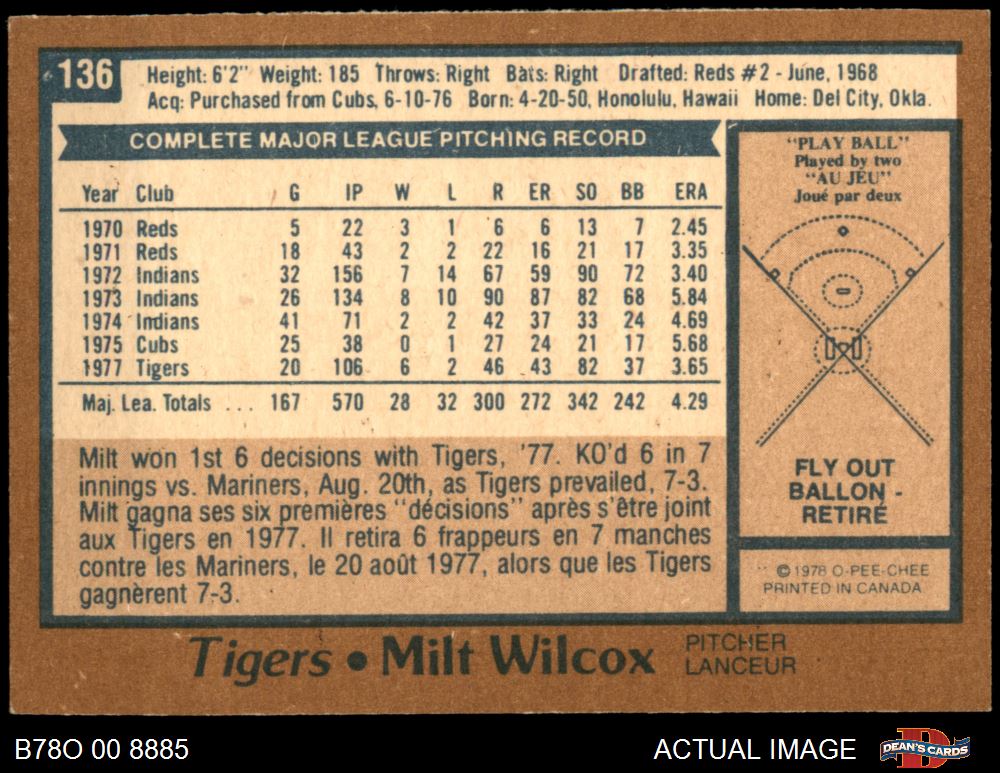 136
Height: 6'2" Weight: 185 Throws: Right Bats: Right Drafted: Reds #2 - June, 1968
Acq: Purchased from Cubs, 6-10-76 Born: 4-20-50, Honolulu, Hawaii Home: Del City, Okla.
COMPLETE MAJOR LEAGUE PITCHING RECORD
Year Club G IP W L R ER SO BB ERA
1970 Reds 5 22 3 1 6 6 13 7 2.45
1971 Reds 18 43 2 2 22 16 21 17 3.35
1972 Indians 32 156 7 14 67 59 90 72 3.40
1973 Indians 26 134 8 10 90 87 82 68 5.84
1974 Indians 41 71 2 2 42 37 33 24 4.69
1975 Cubs 25 38 0 1 27 24 21 17 5.68
1977 Tigers 20 106 6 2 46 43 82 37 3.65
Maj. Lea. Totals ... 167 570 28 32 300 272 342 242 4.29
Milt won 1st 6 decisions with Tigers, '77. KO'd 6 in 7
innings vs. Mariners, Aug. 20th, as Tigers prevailed, 7-3.
Milt gagna ses six premières "décisions" après s'être joint
aux Tigers en 1977. Il retira 6 frappeurs en 7 manches
contre les Mariners, le 20 août 1977, alors que les Tigers
gagnèrent 7-3.
"PLAY BALL"
Played by two
"AU JEU"
Joué par deux
FLY OUT
BALLON -
RETIRÉ
©1978 O-PEE-CHEE
PRINTED IN CANADA
Tigers • Milt Wilcox
PITCHER
LANCEUR
B78O 00 8885
ACTUAL IMAGE
DEAN'S CARDS